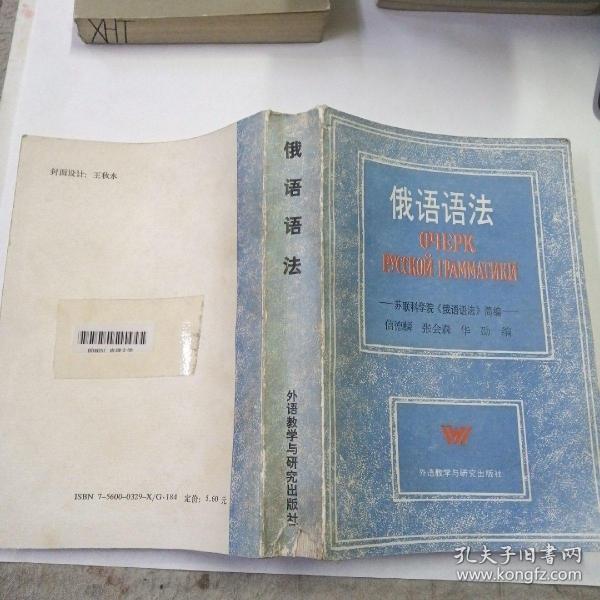 XHT
封面设计：王秋水
ISBN 7-5600-0329-X/G·184 定价：5.60元
俄语语法
外语教学与研究出版社
俄语语法
ОЧЕРК
РУССКОЙ ГРАММАТИКИ
—苏联科学院《俄语语法》简编—
信德麟 张会森 华劭 编
外语教学与研究出版社
孔夫子旧书网
www.kongfz.com